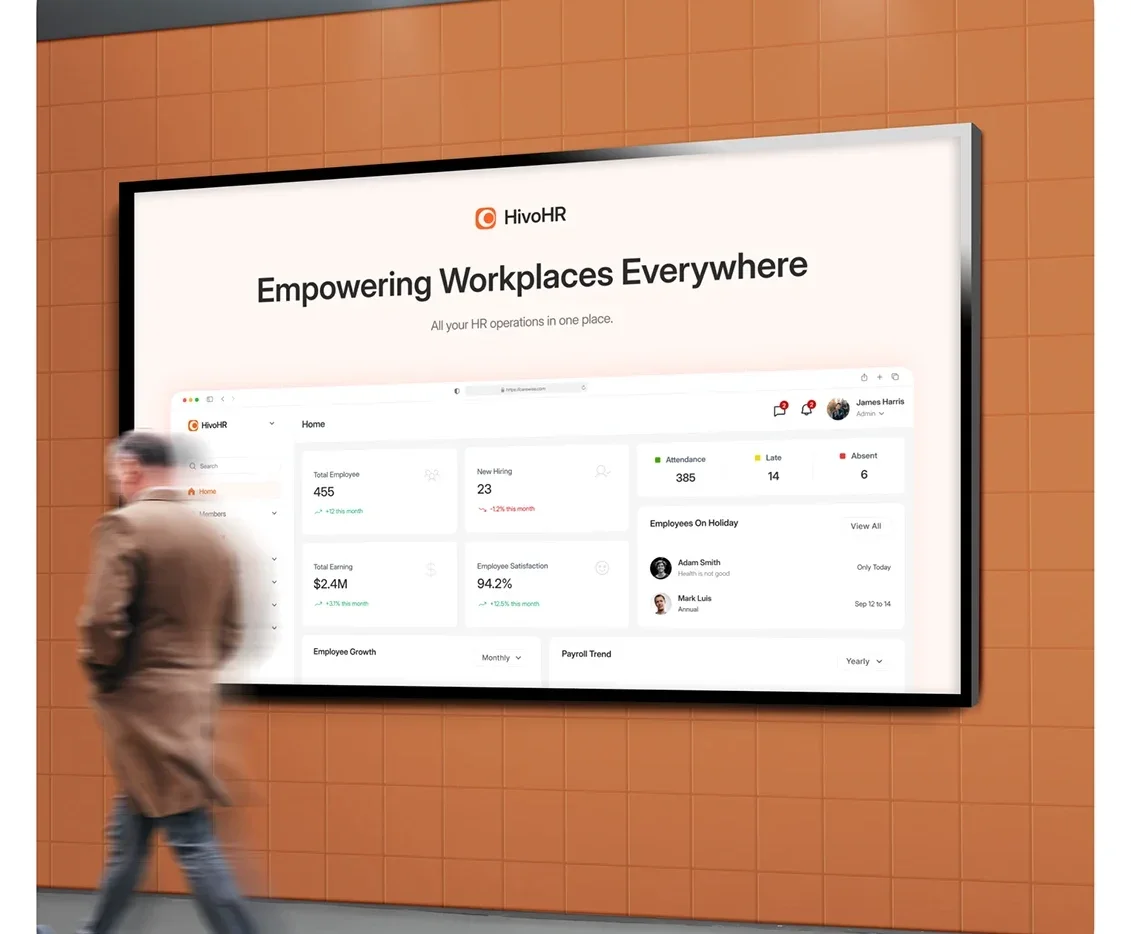 HivoHR
Empowering Workplaces Everywhere
All your HR operations in one place.
HivoHR
Home
2
2
James Harris
Admin
Search
Home
Members
Total Employee
455
+12 this month
New Hiring
23
-1.2% this month
Attendance
385
Late
14
Absent
6
Employees On Holiday
View All
Adam Smith
Health is not good
Only Today
Mark Luis
Annual
Sep 12 to 14
Total Earning
$2.4M
+3.1% this month
Employee Satisfaction
94.2%
+12.5% this month
Employee Growth
Monthly
Payroll Trend
Yearly